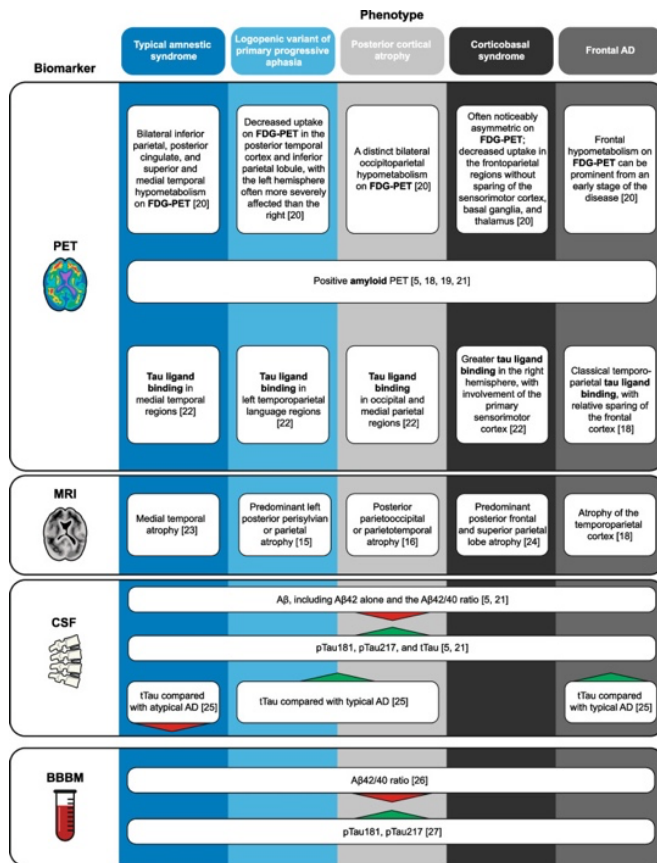 Phenotype
Biomarker
Typical amnestic
syndrome
Logopenic variant of
primary progressive
aphasia
Posterior cortical
atrophy
Corticobasal
syndrome
Frontal AD
PET
Bilateral inferior
parietal, posterior
cingulate, and
superior and
medial temporal
hypometabolism
on FDG-PET [20]
Decreased uptake
on FDG-PET in the
posterior temporal
cortex and inferior
parietal lobule, with
the left hemisphere
often more severely
affected than the
right [20]
A distinct bilateral
occipitoparietal
hypometabolism
on FDG-PET [20]
Often noticeably
asymmetric on
FDG-PET;
decreased uptake in
the frontoparietal
regions without
sparing of the
sensorimotor cortex,
basal ganglia, and
thalamus [20]
Frontal
hypometabolism
on FDG-PET can be
prominent from an
early stage of the
disease [20]
Positive amyloid PET [5, 18, 19, 21]
Tau ligand
binding in
medial temporal
regions [22]
Tau ligand
binding in
left temporoparietal
language regions
[22]
Tau ligand
binding
in occipital and
medial parietal
regions [22]
Greater tau ligand
binding in the right
hemisphere, with
involvement of the
primary
sensorimotor
cortex [22]
Classical temporo-
parietal tau ligand
binding, with
relative sparing of
the frontal
cortex [18]
MRI
Medial temporal
atrophy [23]
Predominant left
posterior perisylvian
or parietal
atrophy [15]
Posterior
parietooccipital
or parietotemporal
atrophy [16]
Predominant
posterior frontal
and superior parietal
lobe atrophy [24]
Atrophy of the
temporoparietal
cortex [18]
CSF
Aβ, including Aβ42 alone and the Aβ42/40 ratio [5, 21]
pTau181, pTau217, and tTau [5, 21]
tTau compared
with atypical AD [25]
tTau compared with typical AD [25]
tTau compared
with typical AD [25]
BBBM
Aβ42/40 ratio [26]
pTau181, pTau217 [27]